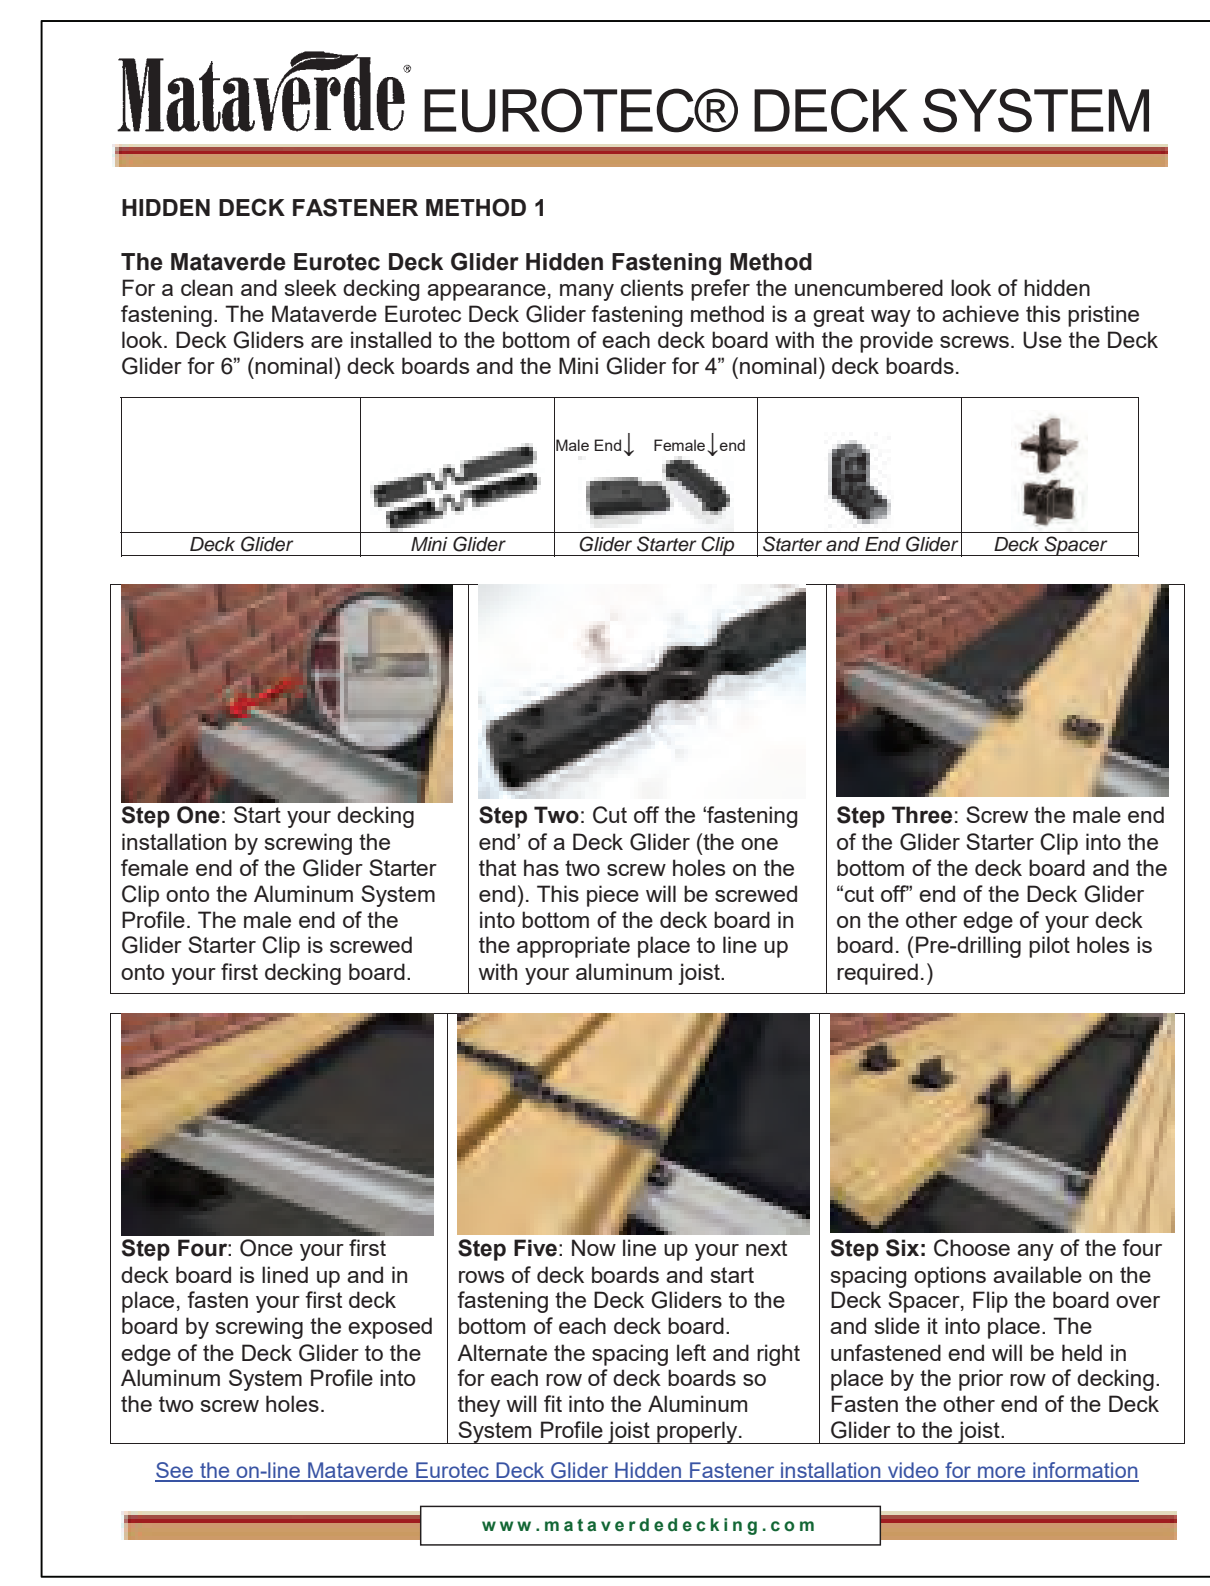 Mataverde® EUROTEC® DECK SYSTEM
HIDDEN DECK FASTENER METHOD 1
The Mataverde Eurotec Deck Glider Hidden Fastening Method
For a clean and sleek decking appearance, many clients prefer the unencumbered look of hidden
fastening. The Mataverde Eurotec Deck Glider fastening method is a great way to achieve this pristine
look. Deck Gliders are installed to the bottom of each deck board with the provide screws. Use the Deck
Glider for 6” (nominal) deck boards and the Mini Glider for 4” (nominal) deck boards.
Male End↓ Female↓end
Deck Glider
Mini Glider
Glider Starter Clip
Starter and End Glider
Deck Spacer
Step One: Start your decking
installation by screwing the
female end of the Glider Starter
Clip onto the Aluminum System
Profile. The male end of the
Glider Starter Clip is screwed
onto your first decking board.
Step Two: Cut off the ‘fastening
end’ of a Deck Glider (the one
that has two screw holes on the
end). This piece will be screwed
into bottom of the deck board in
the appropriate place to line up
with your aluminum joist.
Step Three: Screw the male end
of the Glider Starter Clip into the
bottom of the deck board and the
“cut off” end of the Deck Glider
on the other edge of your deck
board. (Pre-drilling pilot holes is
required.)
Step Four: Once your first
deck board is lined up and in
place, fasten your first deck
board by screwing the exposed
edge of the Deck Glider to the
Aluminum System Profile into
the two screw holes.
Step Five: Now line up your next
rows of deck boards and start
fastening the Deck Gliders to the
bottom of each deck board.
Alternate the spacing left and right
for each row of deck boards so
they will fit into the Aluminum
System Profile joist properly.
Step Six: Choose any of the four
spacing options available on the
Deck Spacer, Flip the board over
and slide it into place. The
unfastened end will be held in
place by the prior row of decking.
Fasten the other end of the Deck
Glider to the joist.
See the on-line Mataverde Eurotec Deck Glider Hidden Fastener installation video for more information
www.mataverdedecking.com